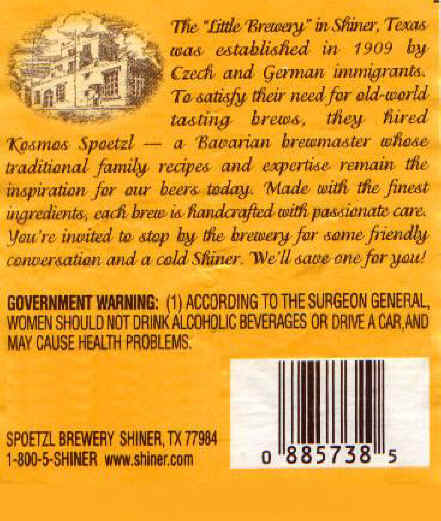 The "Little Brewery" in Shiner, Texas
was established in 1909 by
Czech and German immigrants.
To satisfy their need for old-world
tasting brews, they hired
Kosmos Spoetzl — a Bavarian brewmaster whose
traditional family recipes and expertise remain the
inspiration for our beers today. Made with the finest
ingredients, each brew is handcrafted with passionate care.
You're invited to stop by the brewery for some friendly
conversation and a cold Shiner. We'll save one for you!
GOVERNMENT WARNING: (1) ACCORDING TO THE SURGEON GENERAL,
WOMEN SHOULD NOT DRINK ALCOHOLIC BEVERAGES OR DRIVE A CAR, AND
MAY CAUSE HEALTH PROBLEMS.
SPOETZL BREWERY SHINER, TX 77984
1-800-5-SHINER www.shiner.com
0 885738 5